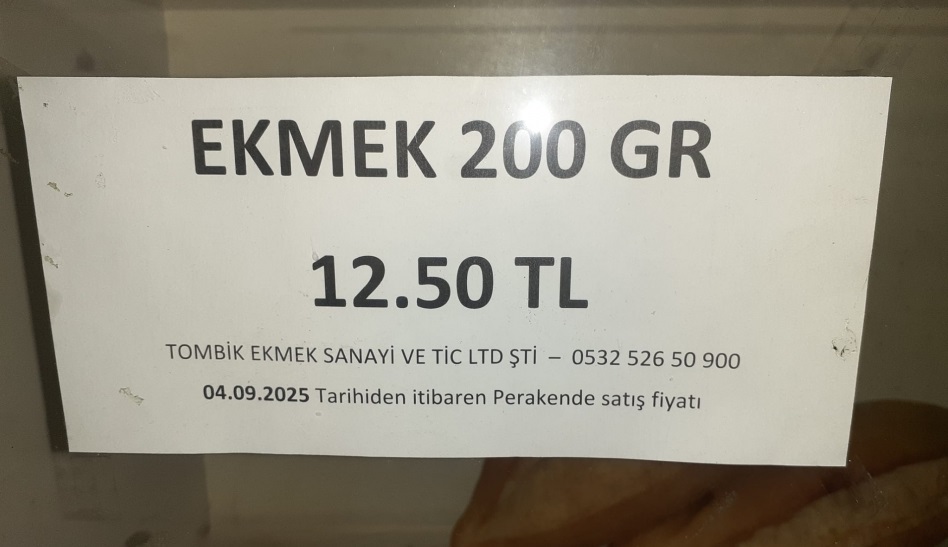 EKMEK 200 GR
12.50 TL
TOMBİK EKMEK SANAYİ VE TİC LTD ŞTİ – 0532 526 50 900
04.09.2025 Tarihiden itibaren Perakende satış fiyatı